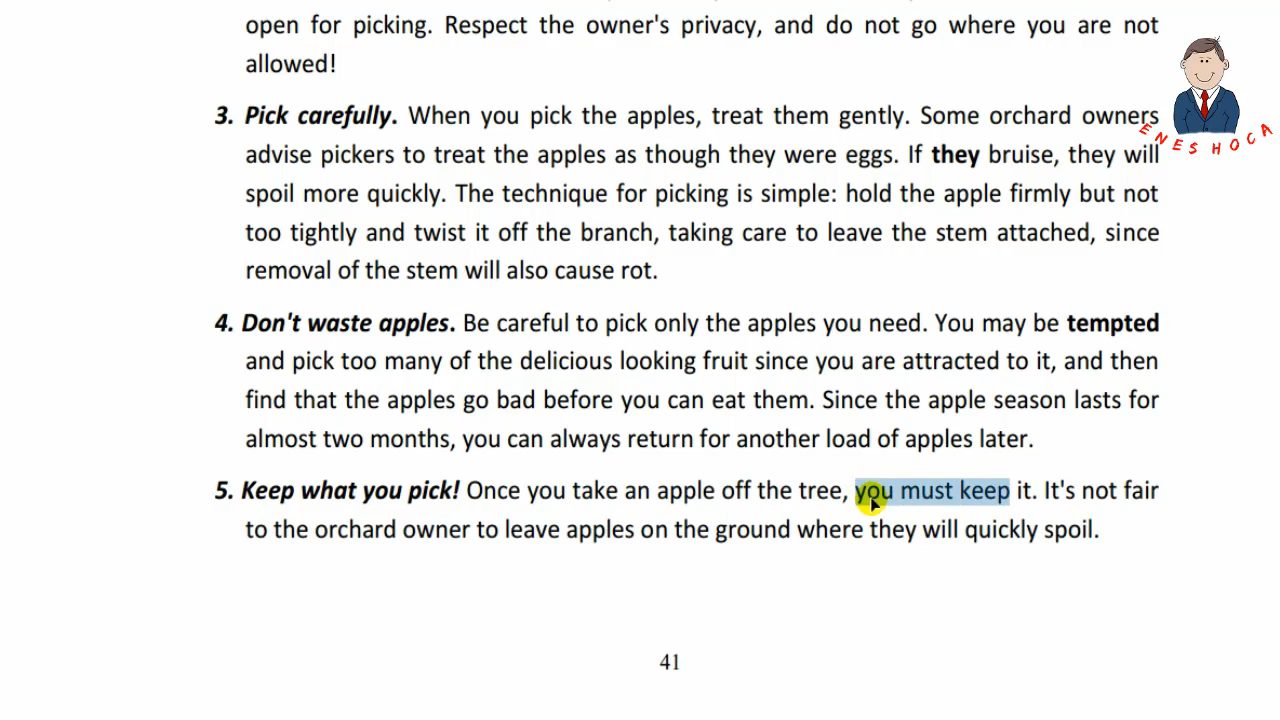 open for picking. Respect the owner's privacy, and do not go where you are not
allowed!
3. Pick carefully. When you pick the apples, treat them gently. Some orchard owners
advise pickers to treat the apples as though they were eggs. If they bruise, they will
spoil more quickly. The technique for picking is simple: hold the apple firmly but not
too tightly and twist it off the branch, taking care to leave the stem attached, since
removal of the stem will also cause rot.
4. Don't waste apples. Be careful to pick only the apples you need. You may be tempted
and pick too many of the delicious looking fruit since you are attracted to it, and then
find that the apples go bad before you can eat them. Since the apple season lasts for
almost two months, you can always return for another load of apples later.
5. Keep what you pick! Once you take an apple off the tree, you must keep it. It's not fair
to the orchard owner to leave apples on the ground where they will quickly spoil.
41
ENES HOCA